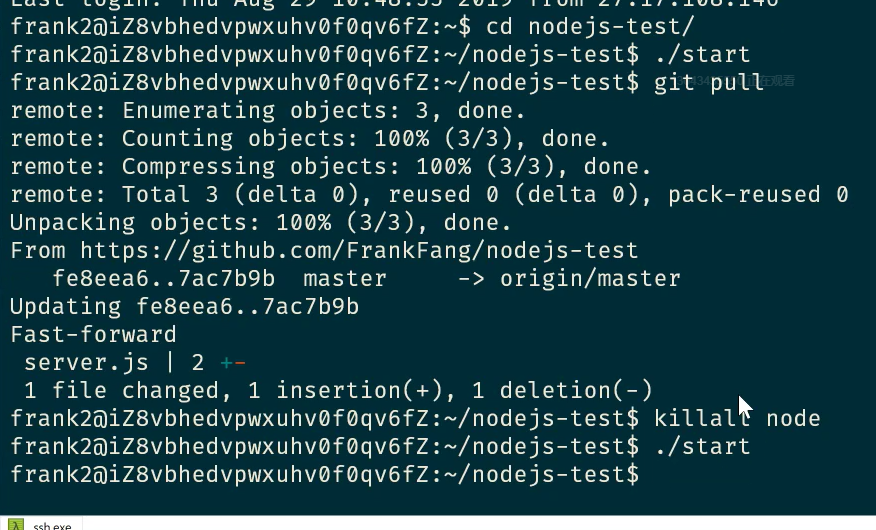 Last login: Thu Aug 29 10:48:55 2019 from 27.17.108.146
frank2@iZ8vbhedvpwxuhv0f0qv6fZ:~$ cd nodejs-test/
frank2@iZ8vbhedvpwxuhv0f0qv6fZ:~/nodejs-test$ ./start
frank2@iZ8vbhedvpwxuhv0f0qv6fZ:~/nodejs-test$ git pull
正在观看
remote: Enumerating objects: 3, done.
remote: Counting objects: 100% (3/3), done.
remote: Compressing objects: 100% (3/3), done.
remote: Total 3 (delta 0), reused 0 (delta 0), pack-reused 0
Unpacking objects: 100% (3/3), done.
From https://github.com/FrankFang/nodejs-test
fe8eea6..7ac7b9b master -> origin/master
Updating fe8eea6..7ac7b9b
Fast-forward
server.js | 2 +-
1 file changed, 1 insertion(+), 1 deletion(-)
frank2@iZ8vbhedvpwxuhv0f0qv6fZ:~/nodejs-test$ killall node
frank2@iZ8vbhedvpwxuhv0f0qv6fZ:~/nodejs-test$ ./start
frank2@iZ8vbhedvpwxuhv0f0qv6fZ:~/nodejs-test$
ssh.exe